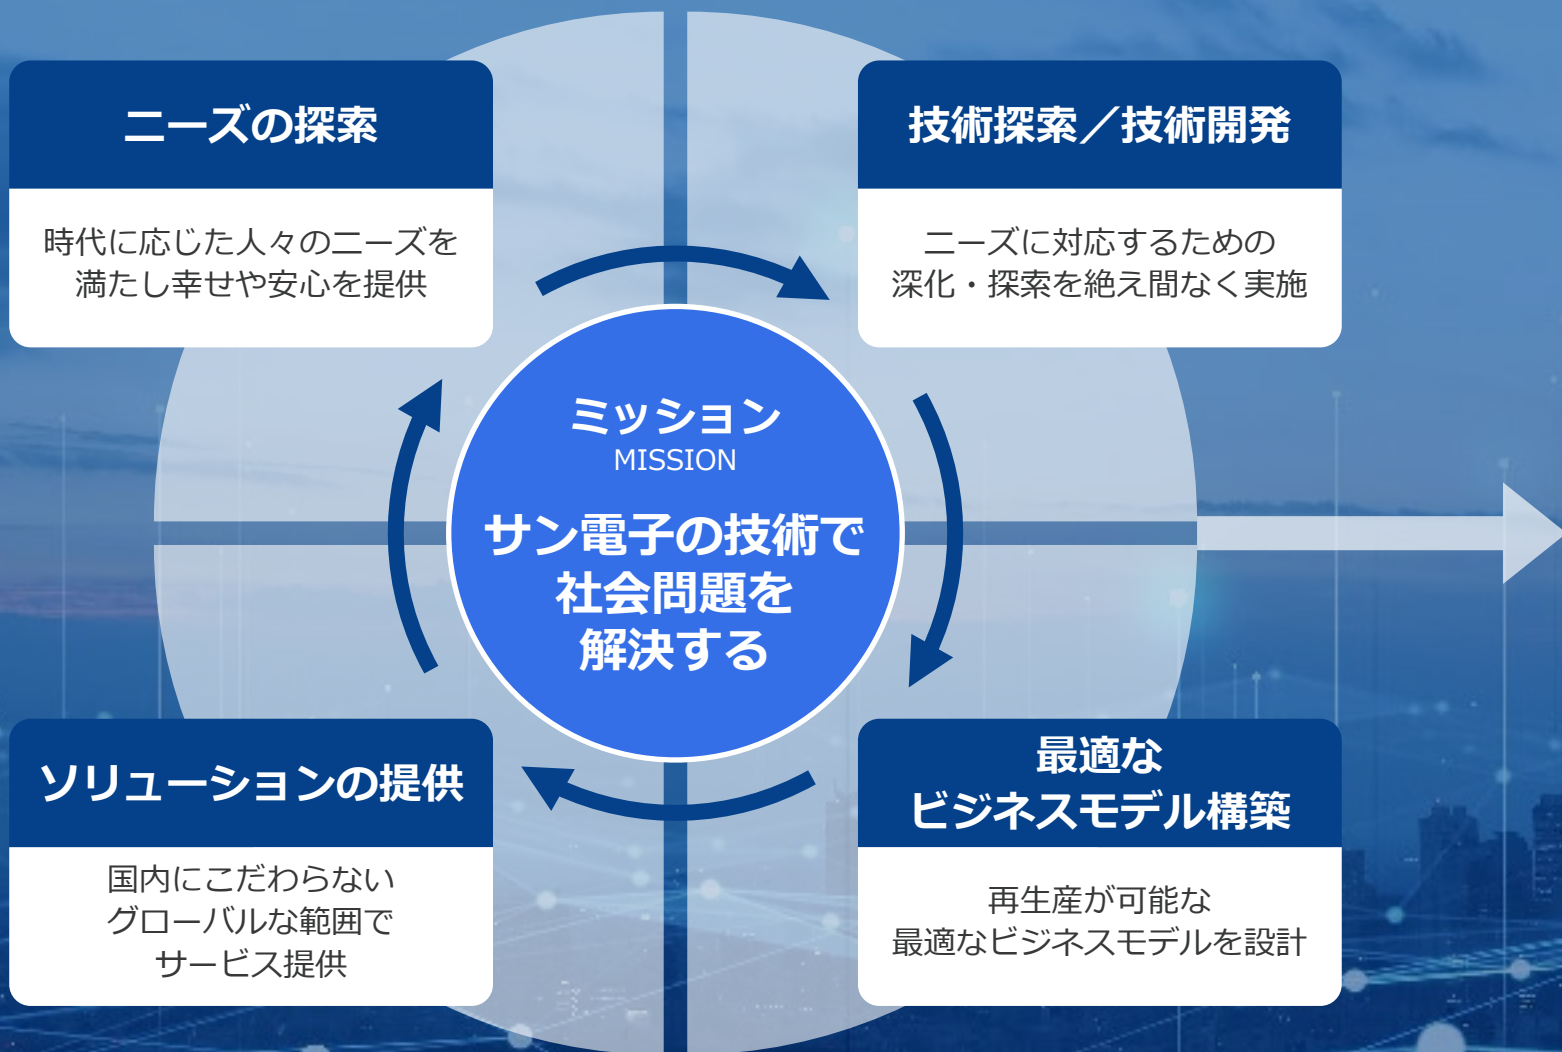 ニーズの探索
時代に応じた人々のニーズを
満たし幸せや安心を提供
技術探索／技術開発
ニーズに対応するための
深化・探索を絶え間なく実施
ミッション
MISSION
サン電子の技術で
社会問題を
解決する
ソリューションの提供
国内にこだわらない
グローバルな範囲で
サービス提供
最適な
ビジネスモデル構築
再生産が可能な
最適なビジネスモデルを設計